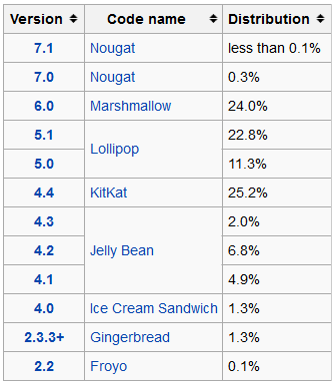 Version Code name Distribution
7.1 Nougat less than 0.1%
7.0 Nougat 0.3%
6.0 Marshmallow 24.0%
5.1 Lollipop 22.8%
5.0 11.3%
4.4 KitKat 25.2%
4.3 Jelly Bean 2.0%
4.2 6.8%
4.1 4.9%
4.0 Ice Cream Sandwich 1.3%
2.3.3+ Gingerbread 1.3%
2.2 Froyo 0.1%